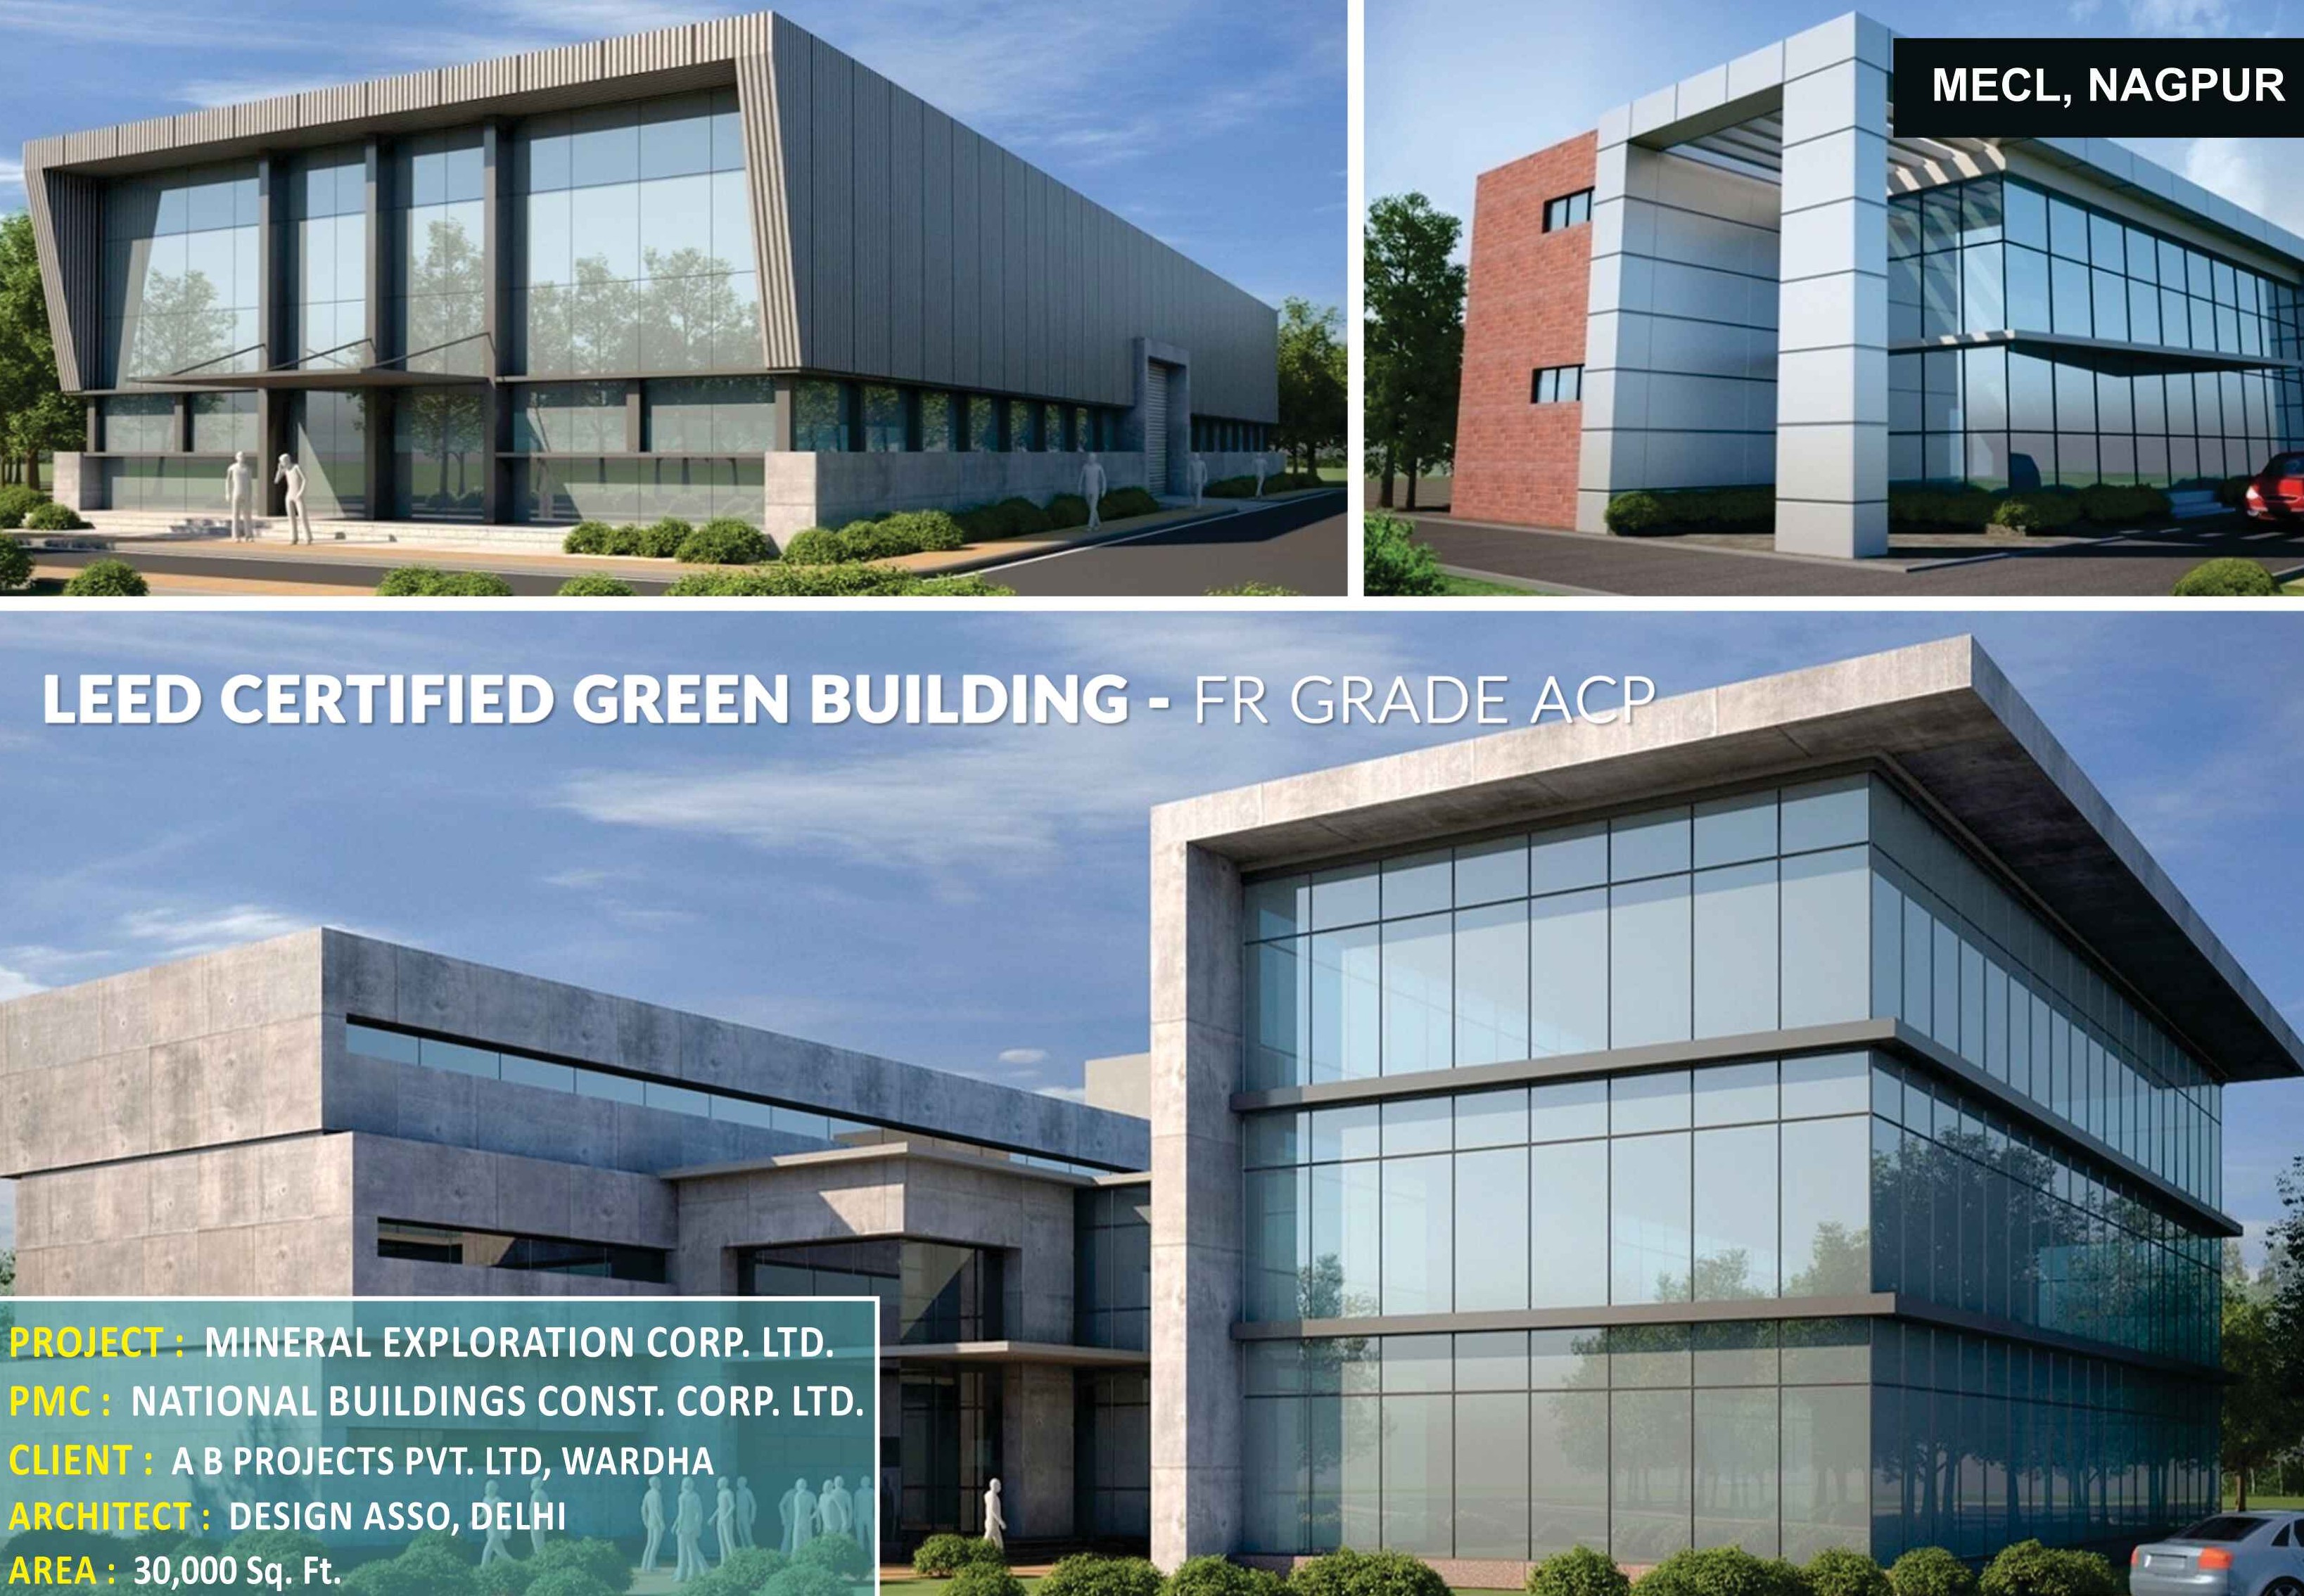 MECL, NAGPUR
LEED CERTIFIED GREEN BUILDING - FR GRADE ACP
PROJECT : MINERAL EXPLORATION CORP. LTD.
PMC : NATIONAL BUILDINGS CONST. CORP. LTD.
CLIENT : A B PROJECTS PVT. LTD, WARDHA
ARCHITECT : DESIGN ASSO, DELHI
AREA : 30,000 Sq. Ft.